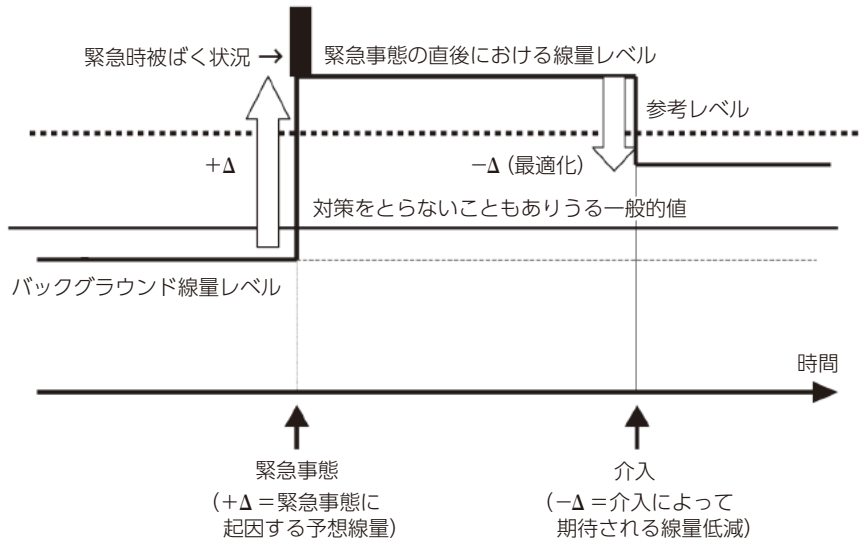 緊急時被ばく状況 →
緊急事態の直後における線量レベル
参考レベル
+Δ
−Δ（最適化）
対策をとらないこともありうる一般的値
バックグラウンド線量レベル
時間
緊急事態
（+Δ＝緊急事態に
起因する予想線量）
介入
（−Δ＝介入によって
期待される線量低減）